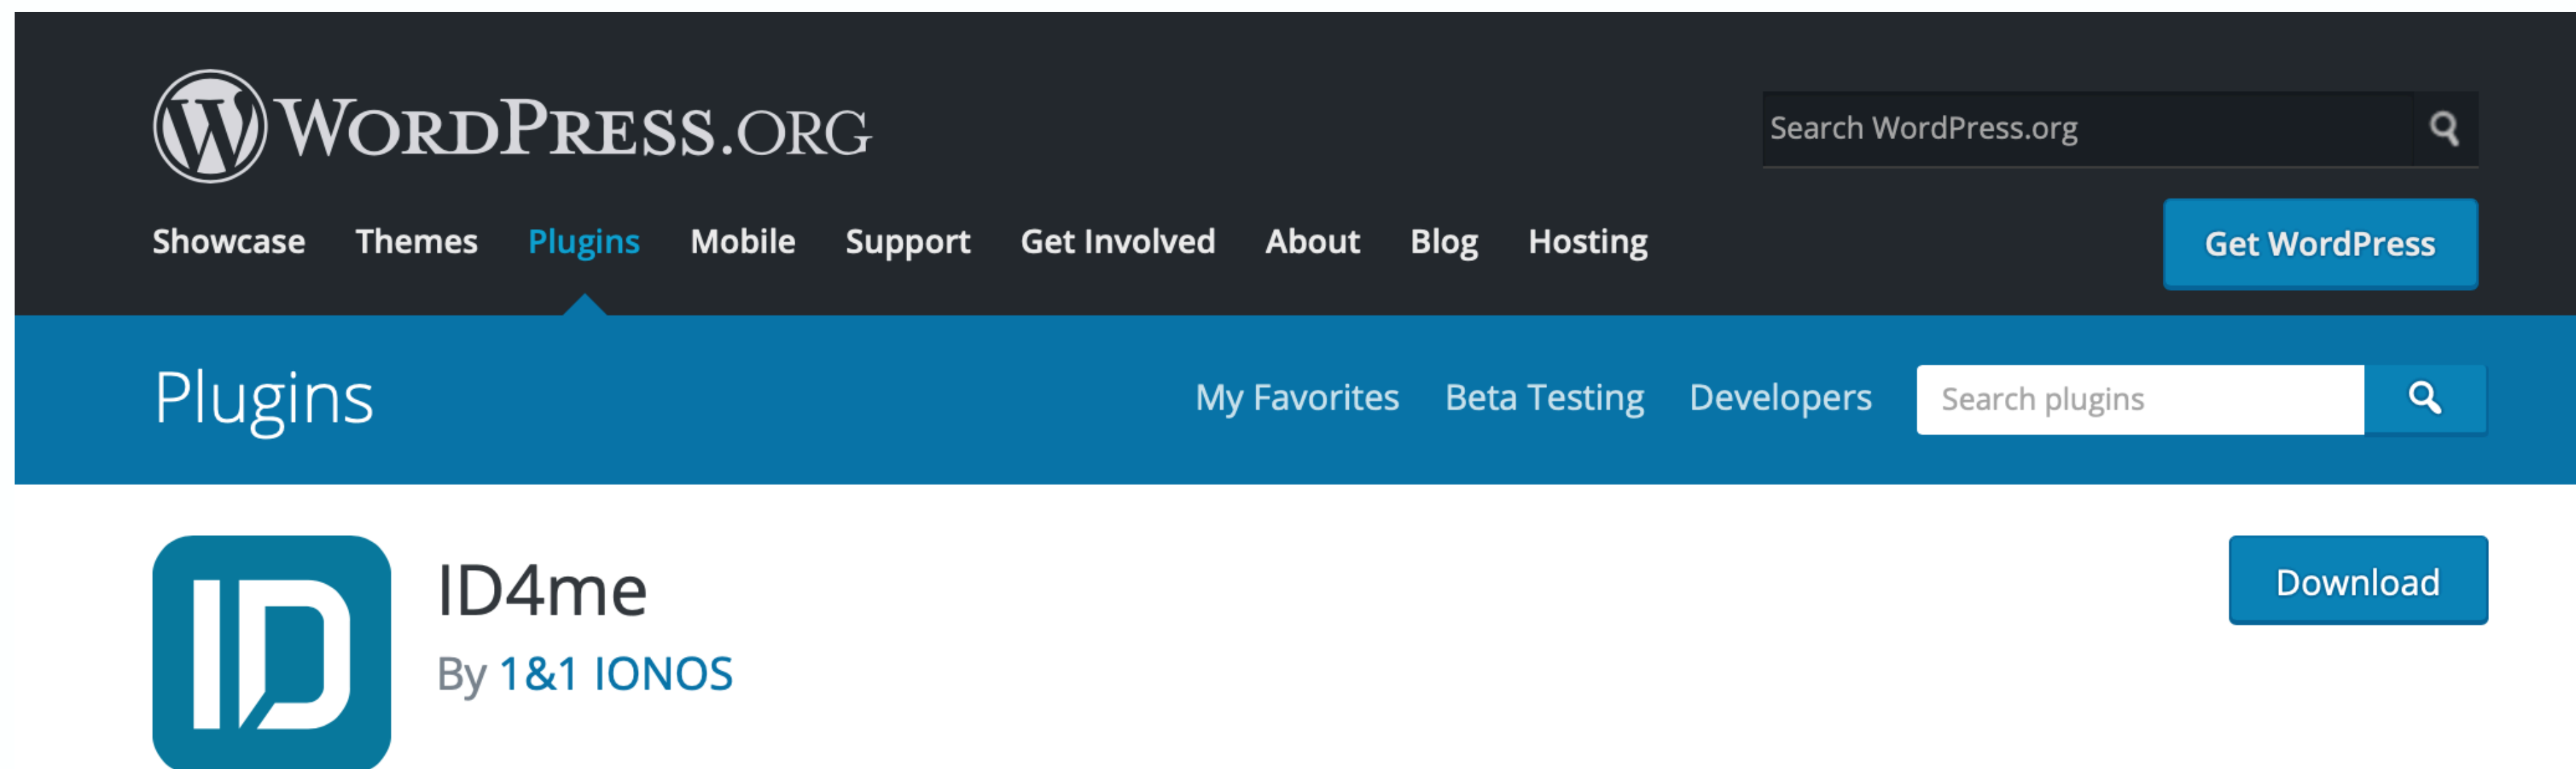 WORDPRESS.ORG
Search WordPress.org
Showcase Themes Plugins Mobile Support Get Involved About Blog Hosting
Get WordPress
Plugins
My Favorites Beta Testing Developers
Search plugins
ID
ID4me
Download
By 1&1 IONOS